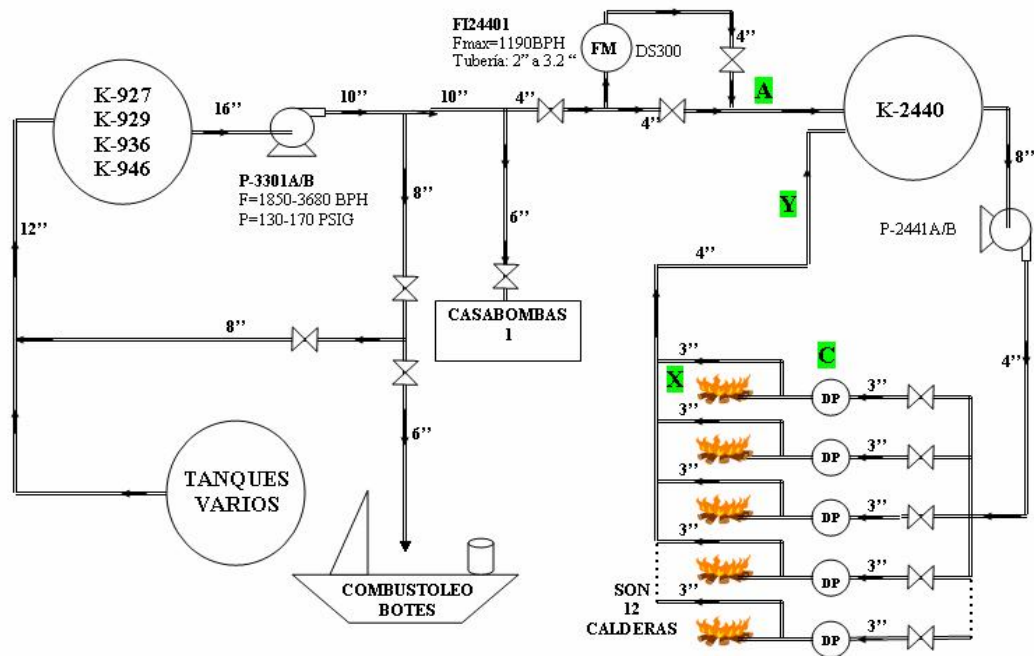 FI24401
Fmax=1190BPH
Tubería: 2” a 3.2 “
FM
DS300
4’’
A
K-927
K-929
K-936
K-946
16’’
10’’
10’’
4’’
4’’
K-2440
P-3301A/B
F=1850-3680 BPH
P=130-170 PSIG
8’’
6’’
8’’
Y
P-2441A/B
12’’
4’’
CASABOMBAS
1
8’’
4’’
3’’
C
X
3’’
DP
3’’
3’’
DP
6’’
3’’
3’’
DP
TANQUES
VARIOS
3’’
3’’
DP
COMBUSTOLEO
BOTES
SON
12
CALDERAS
3’’
3’’
DP